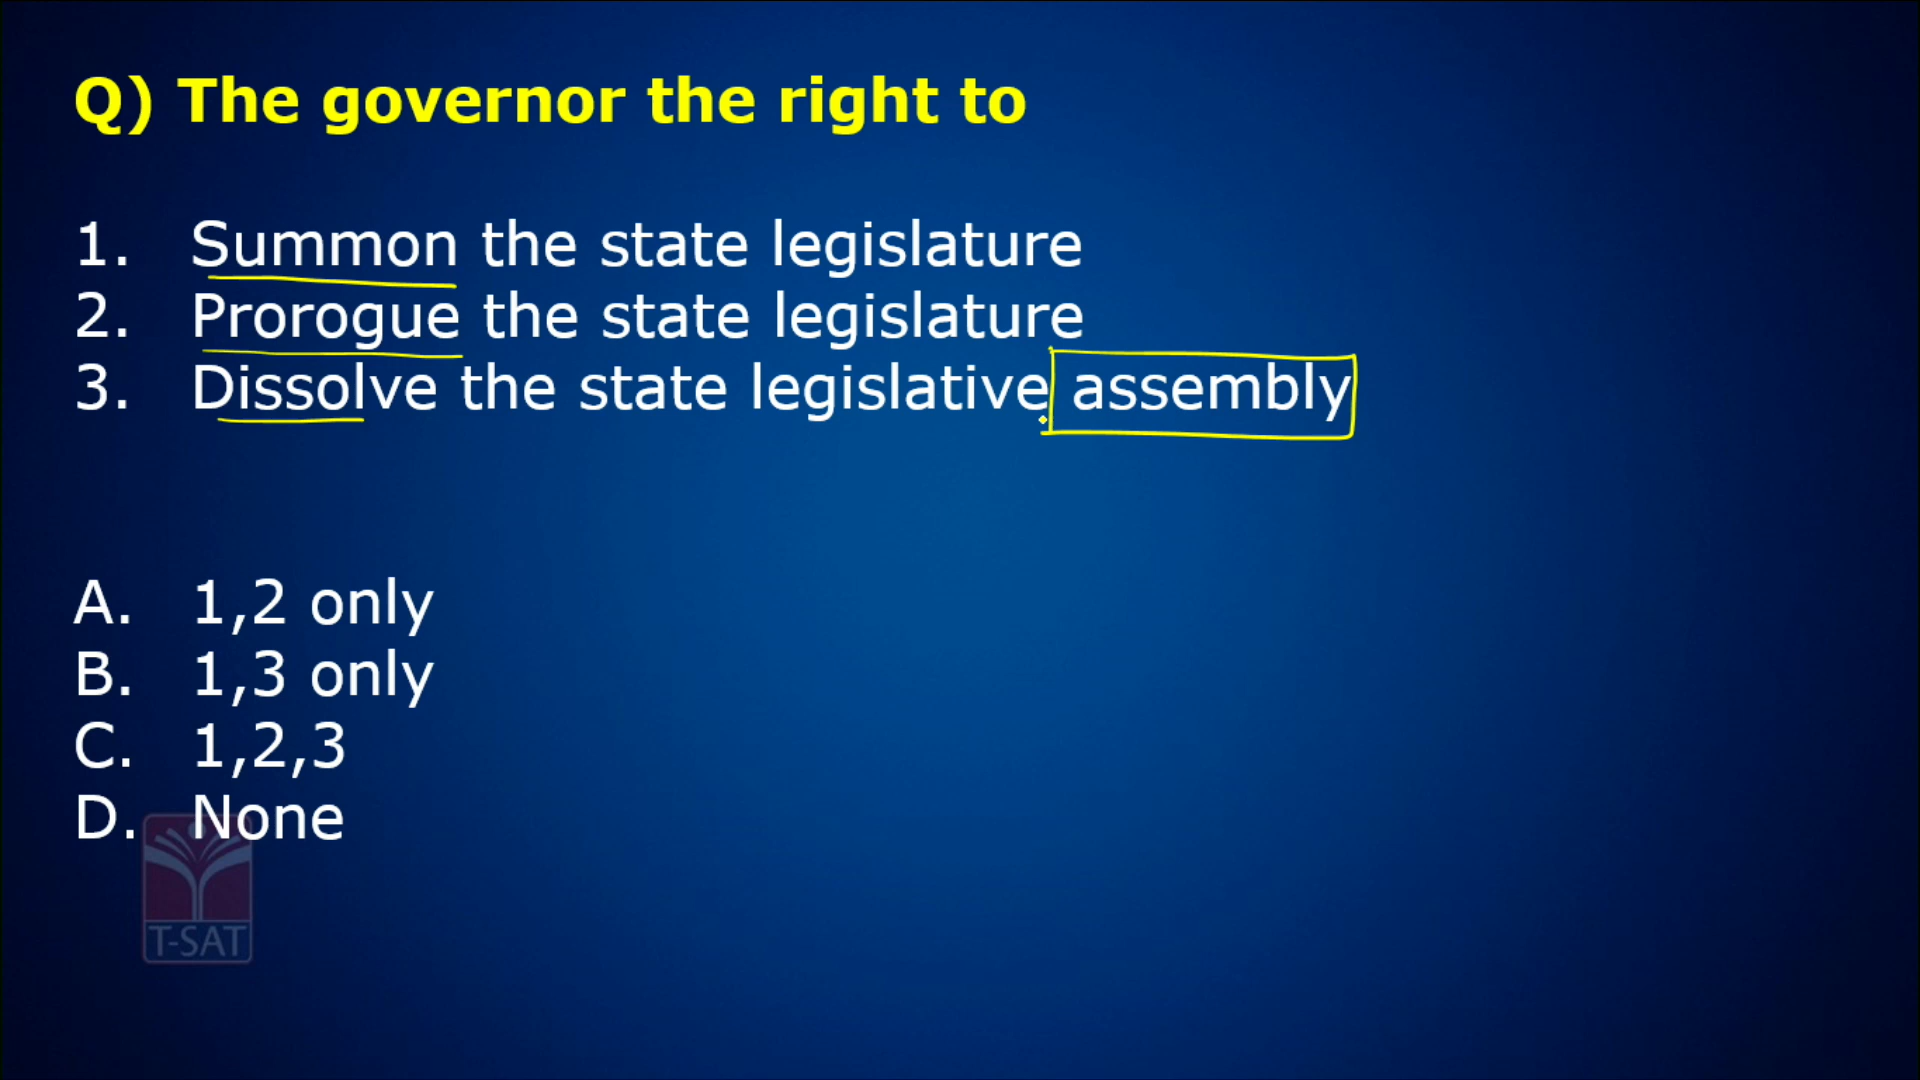 Q) The governor the right to
1. Summon the state legislature
2. Prorogue the state legislature
3. Dissolve the state legislative assembly
A. 1,2 only
B. 1,3 only
C. 1,2,3
D. None
T-SAT